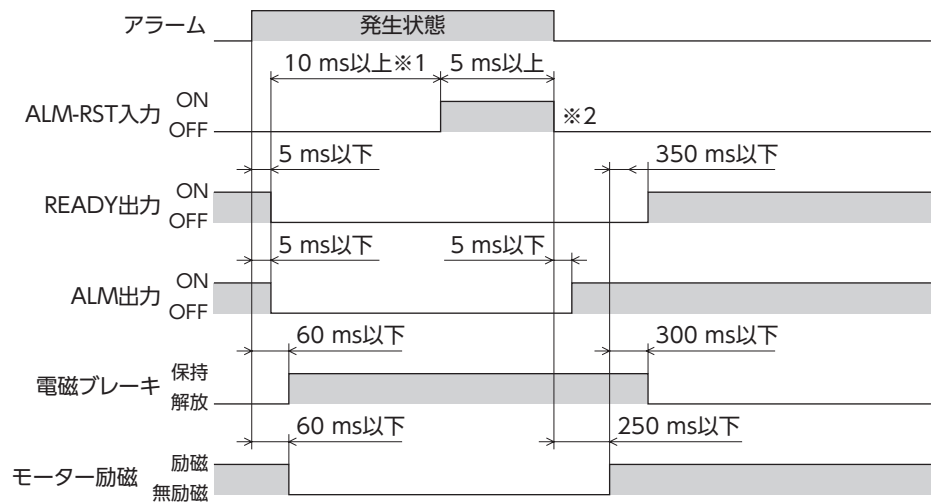 アラーム
発生状態
10 ms以上※1
5 ms以上
ALM-RST入力
ON
OFF
※2
5 ms以下
350 ms以下
READY出力
ON
OFF
5 ms以下
5 ms以下
ALM出力
ON
OFF
60 ms以下
300 ms以下
電磁ブレーキ
保持
解放
60 ms以下
250 ms以下
モーター励磁
励磁
無励磁